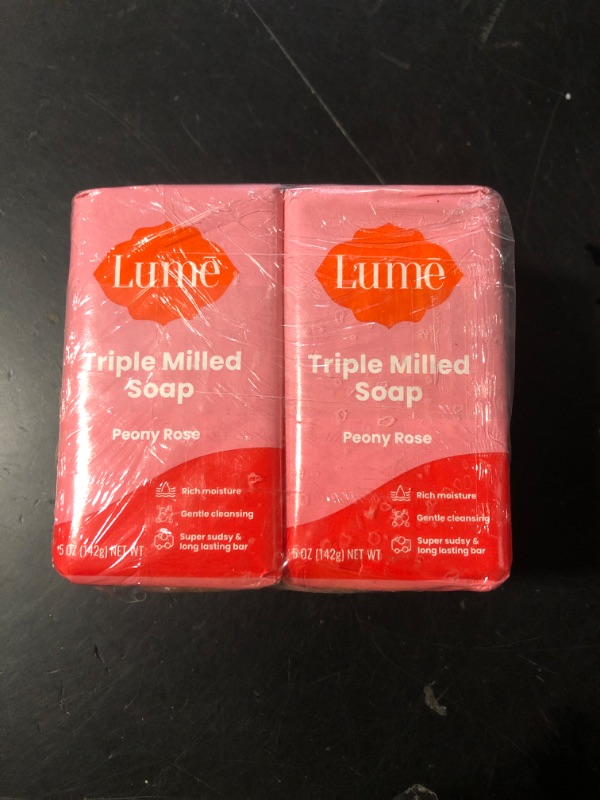 Lumē
Triple Milled
Soap
Peony Rose
Rich moisture
Gentle cleansing
Super sudsy &
long lasting bar
5 OZ (142g) NET WT
Lumē
Triple Milled
Soap
Peony Rose
Rich moisture
Gentle cleansing
Super sudsy &
long lasting bar
5 OZ (142g) NET WT